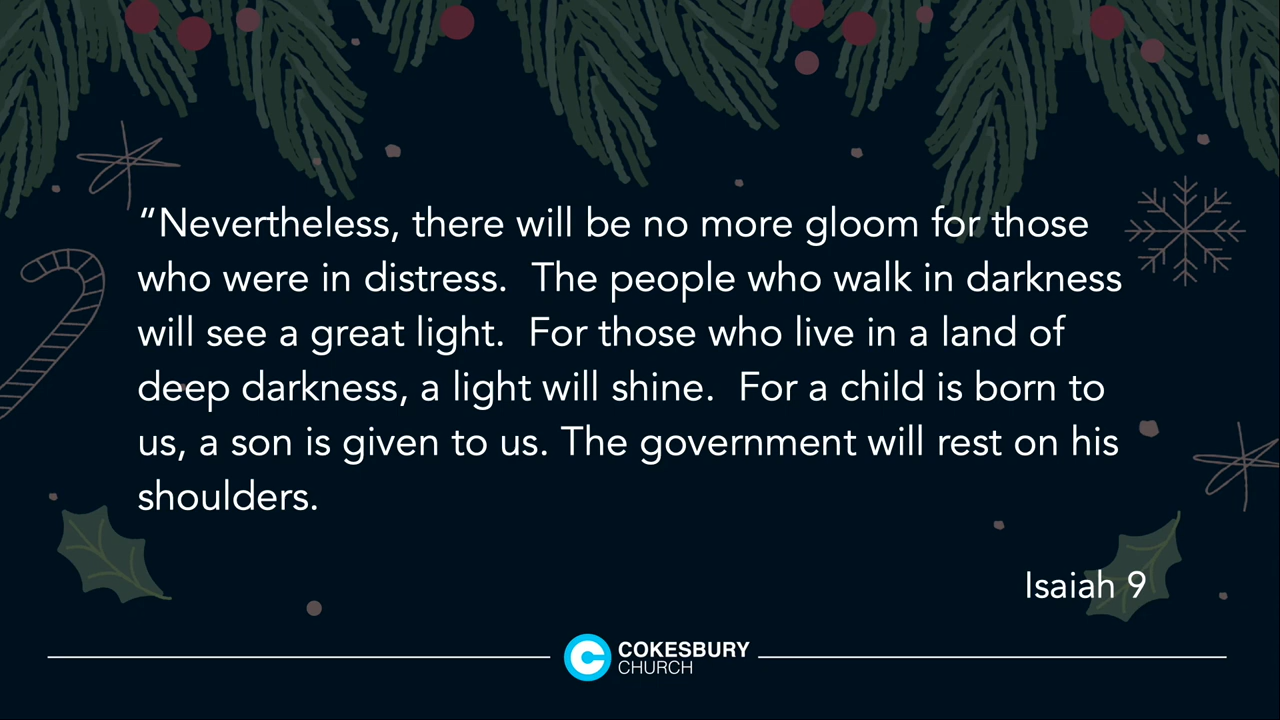 “Nevertheless, there will be no more gloom for those
who were in distress.  The people who walk in darkness
will see a great light.  For those who live in a land of
deep darkness, a light will shine.  For a child is born to
us, a son is given to us. The government will rest on his
shoulders.
Isaiah 9
COKESBURY
CHURCH